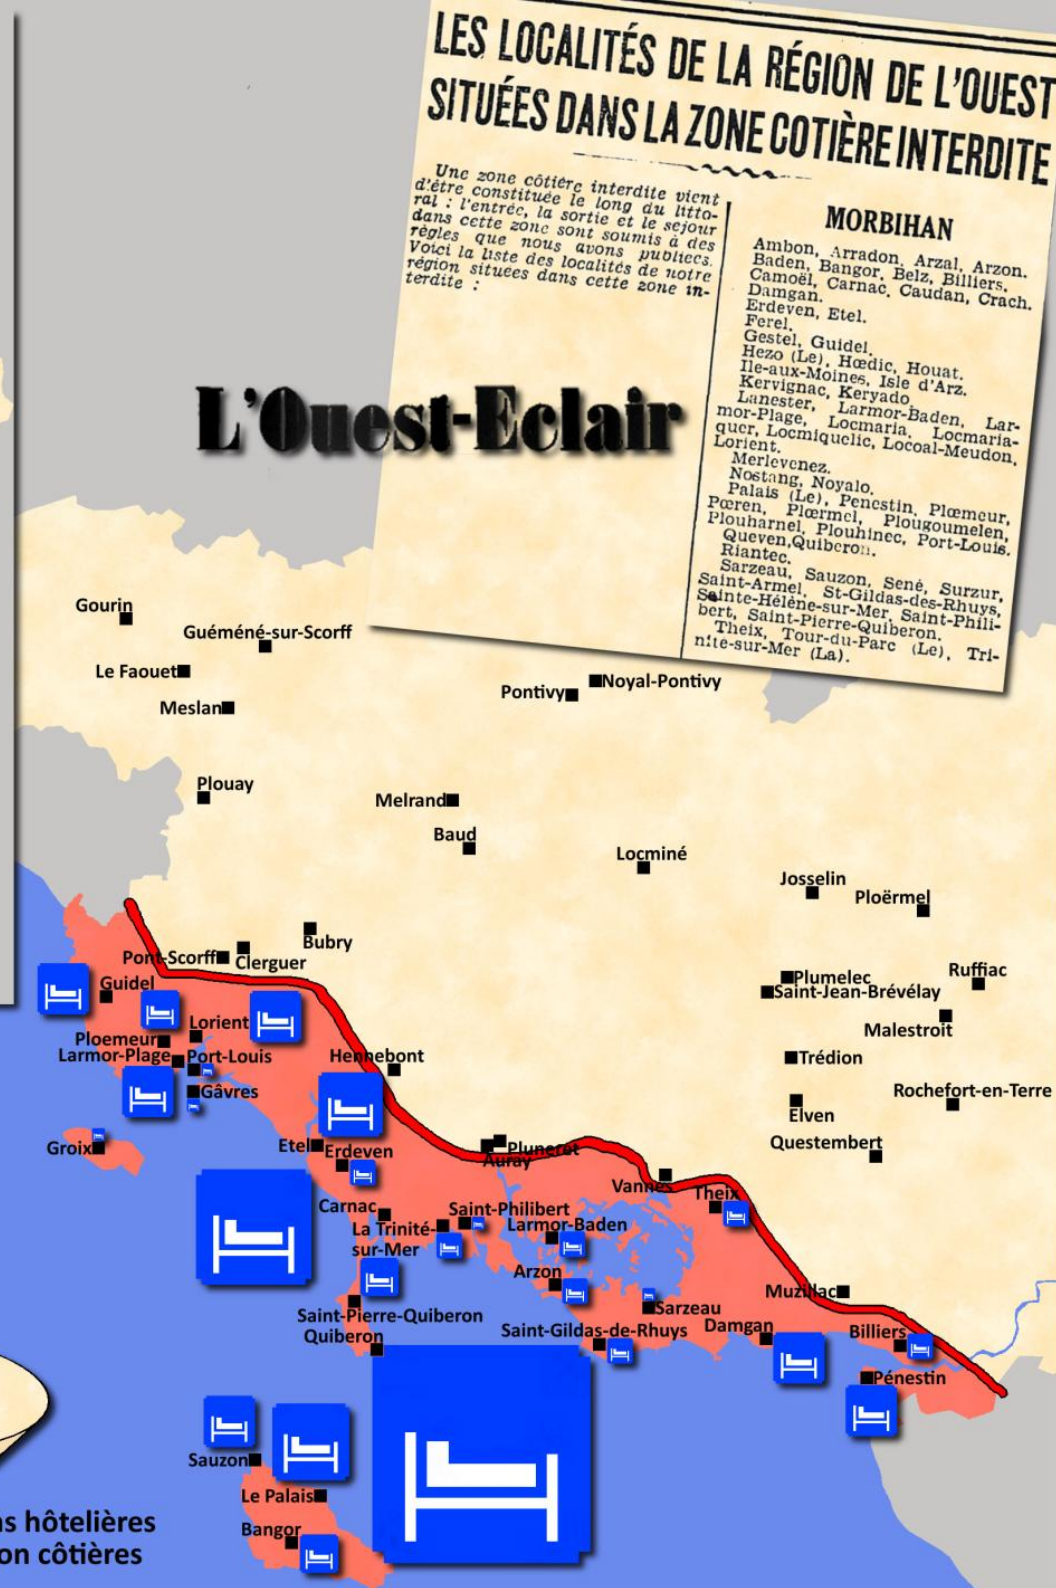 LES LOCALITÉS DE LA RÉGION DE L'OUEST
SITUÉES DANS LA ZONE COTIÈRE INTERDITE
Une zone côtière interdite vient
d'être constituée le long du litto-
ral : l'entrée, la sortie et le séjour
dans cette zone sont soumis à des
règles que nous avons publiées.
Voici la liste des localités de notre
région situées dans cette zone in-
terdite :
MORBIHAN
Ambon, Arradon, Arzal, Arzon.
Baden, Bangor, Belz, Billiers.
Camoël, Carnac, Caudan, Crach.
Damgan.
Erdeven, Etel.
Ferel.
Gestel, Guidel.
Hezo (Le), Hœdic, Houat.
Ile-aux-Moines, Isle d'Arz.
Kervignac, Keryado.
Lanester, Larmor-Baden, Lar-
mor-Plage, Locmaria, Locmaria-
quer, Locmiquelic, Locoal-Meudon,
Lorient.
Merlevenez.
Nostang, Noyalo.
Palais (Le), Penestin, Plœmeur,
Pœren, Plœrmel, Plougoumelen,
Plouharnel, Plouhinec, Port-Louis.
Queven, Quiberon.
Riantec.
Sarzeau, Sauzon, Sené, Surzur,
Saint-Armel, St-Gildas-des-Rhuys,
Sainte-Hélène-sur-Mer, Saint-Phili-
bert, Saint-Pierre-Quiberon.
Theix, Tour-du-Parc (Le), Tri-
nité-sur-Mer (La).
L'Ouest-Eclair
Gourin
Guéméné-sur-Scorff
Le Faouet
Meslan
Pontivy
Noyal-Pontivy
Plouay
Melrand
Baud
Locminé
Josselin
Ploërmel
Bubry
Pont-Scorff
Clerguer
Plumelec
Ruffiac
Saint-Jean-Brévélay
Guidel
Malestroit
Lorient
Ploemeur
Larmor-Plage
Port-Louis
Hennebont
Trédion
Gâvres
Rochefort-en-Terre
Elven
Groix
Etel
Erdeven
Pluneret
Auray
Questembert
Vannes
Theix
Carnac
Saint-Philibert
La Trinité-
sur-Mer
Larmor-Baden
Arzon
Muzillac
Saint-Pierre-Quiberon
Sarzeau
Quiberon
Saint-Gildas-de-Rhuys
Damgan
Billiers
Pénestin
Sauzon
Le Palais
Bangor
ns hôtelières
on côtières